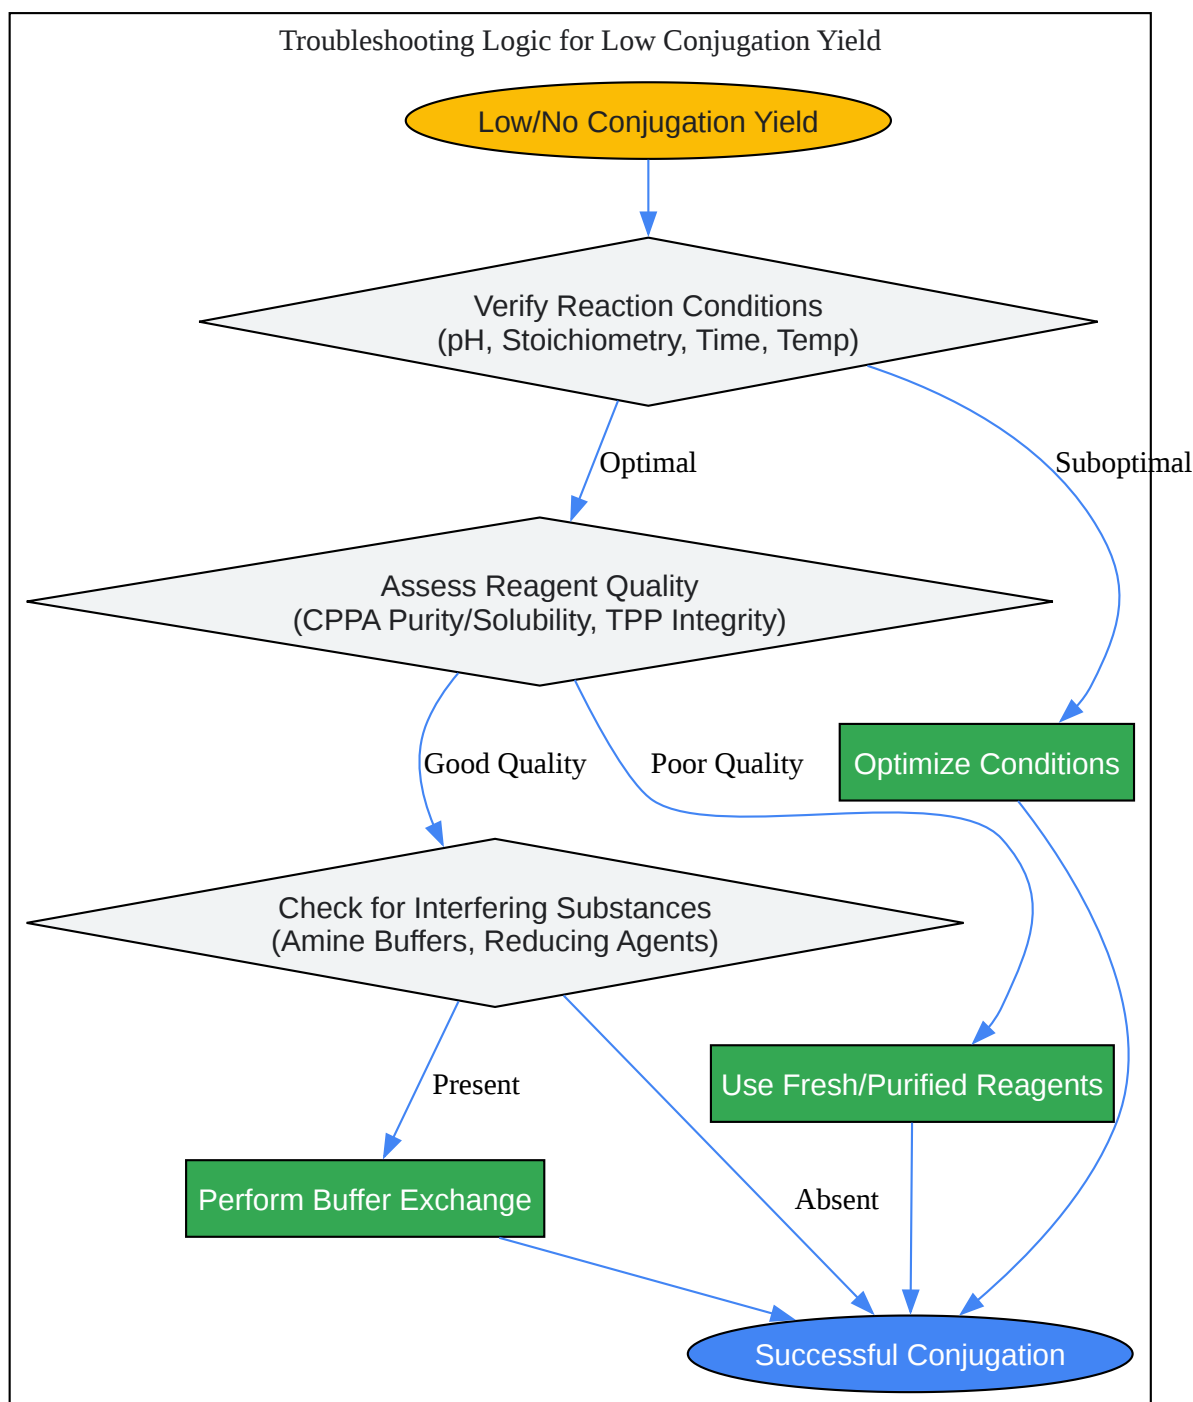 Troubleshooting Logic for Low Conjugation Yield
Low/No Conjugation Yield
Verify Reaction Conditions
(pH, Stoichiometry, Time, Temp)
Optimal
Suboptimal
Assess Reagent Quality
(CPPA Purity/Solubility, TPP Integrity)
Good Quality
Poor Quality
Optimize Conditions
Check for Interfering Substances
(Amine Buffers, Reducing Agents)
Present
Use Fresh/Purified Reagents
Perform Buffer Exchange
Absent
Successful Conjugation